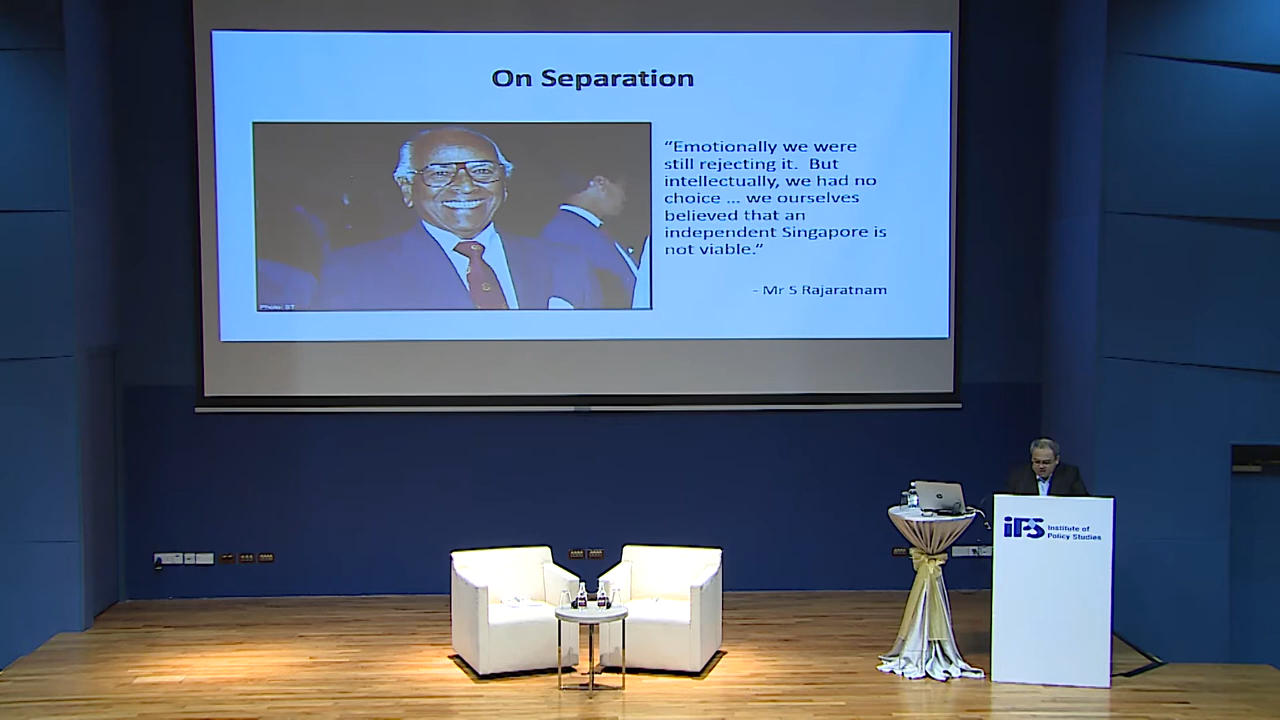 On Separation
“Emotionally we were
still rejecting it. But
intellectually, we had no
choice ... we ourselves
believed that an
independent Singapore is
not viable.”
- Mr S Rajaratnam
Photo: ST
iPS Institute of
Policy Studies